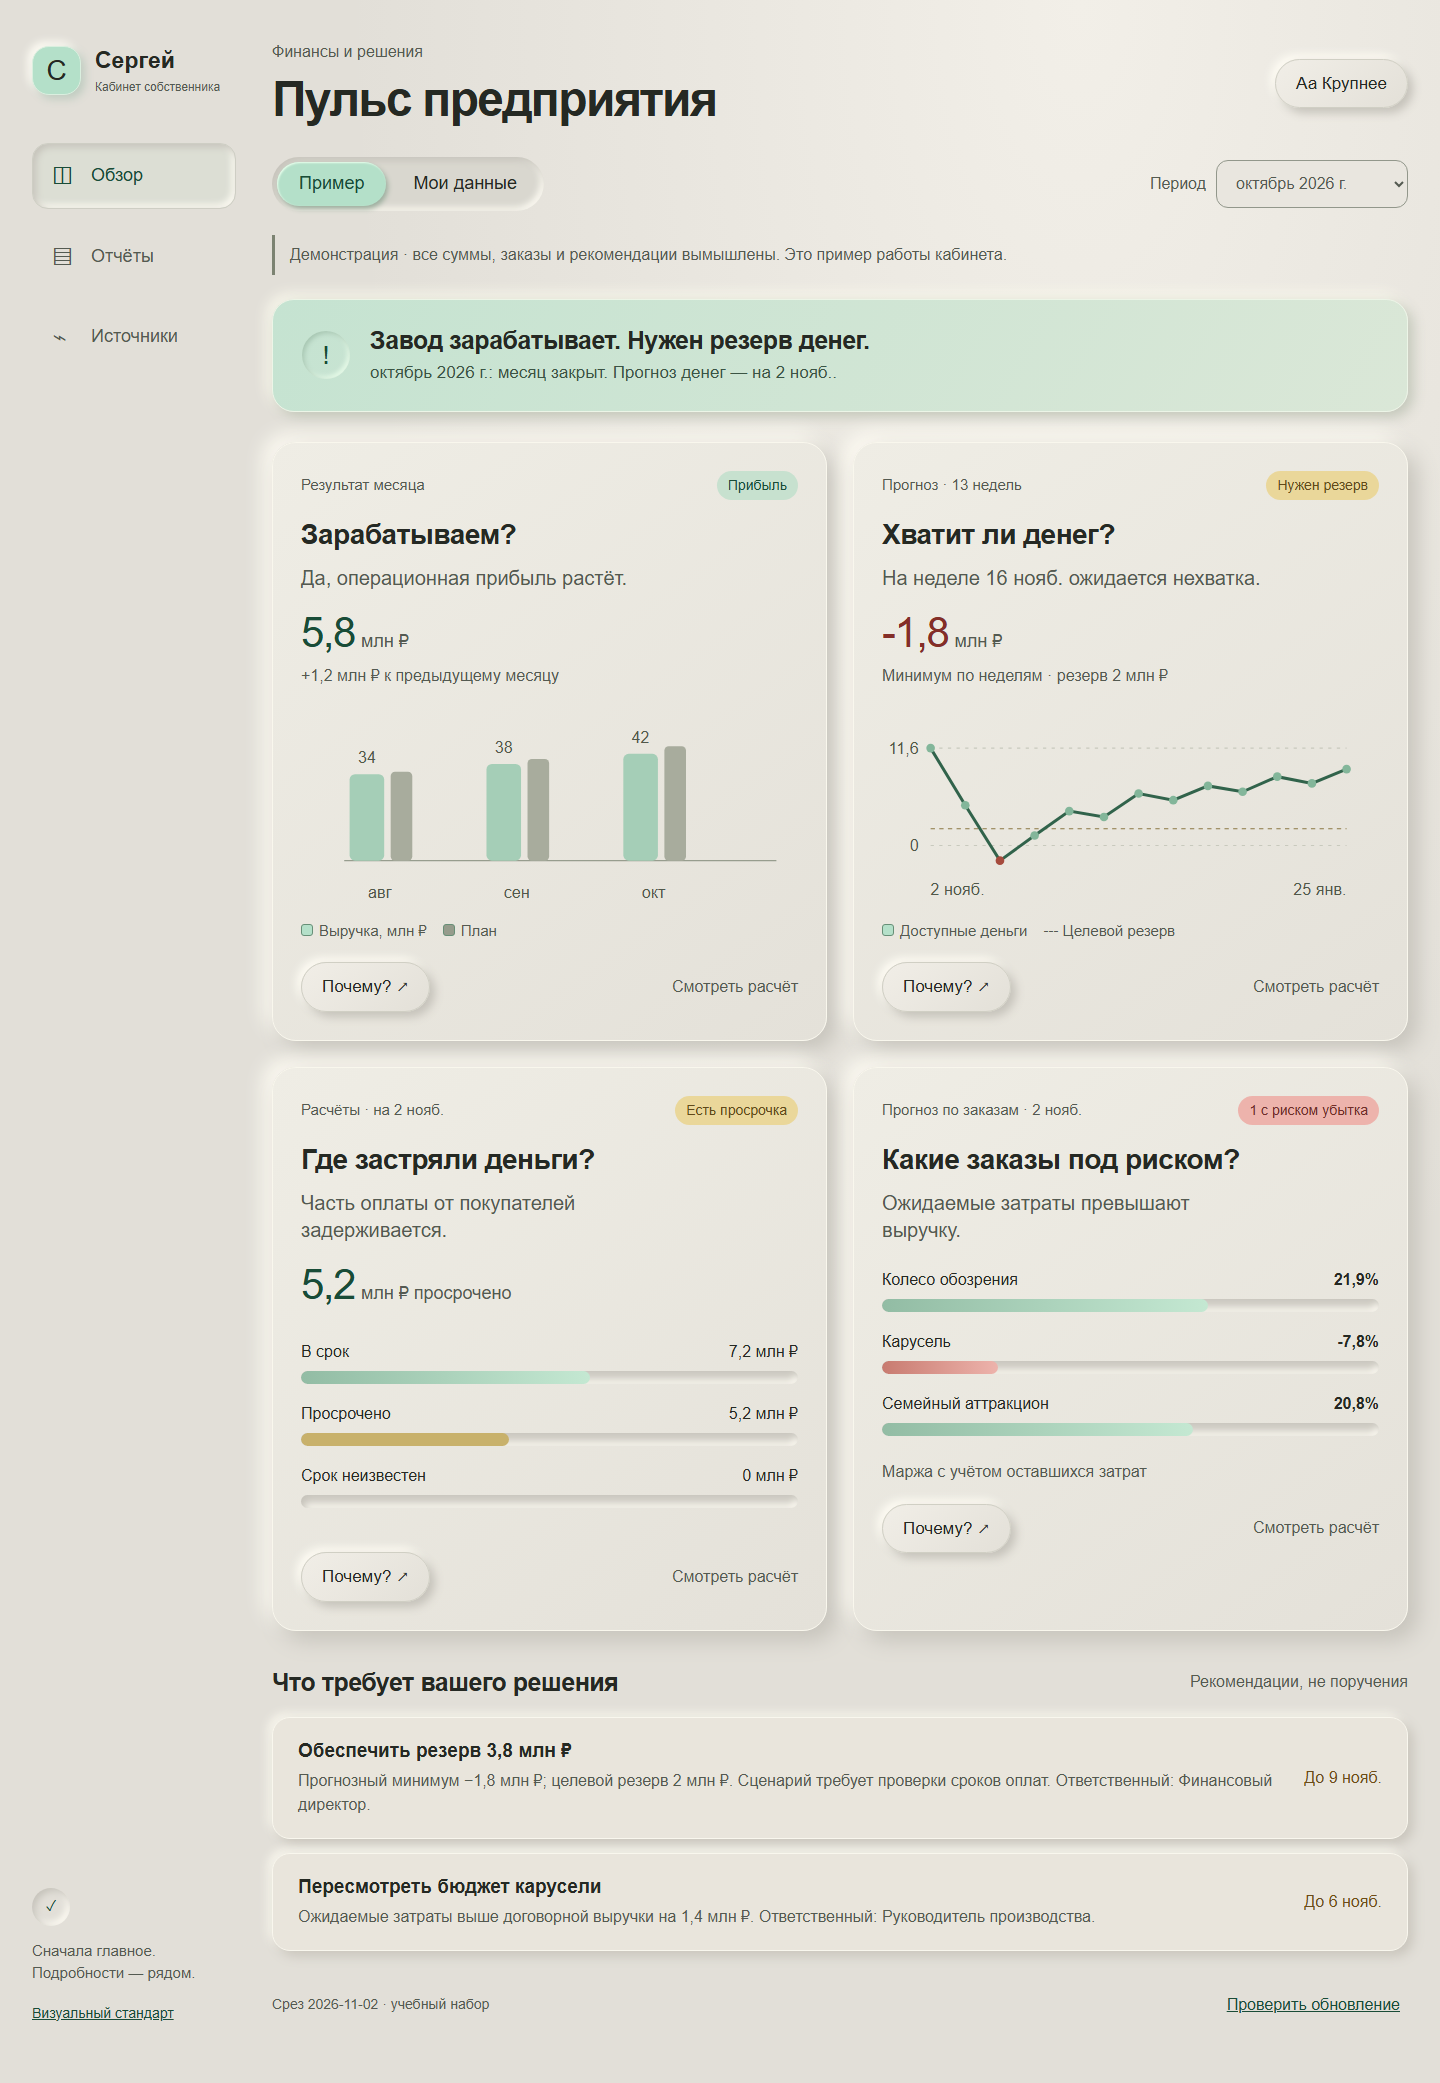 С
Сергей
Кабинет собственника
Обзор
Отчёты
Источники
Финансы и решения
Пульс предприятия
Aa Крупнее
Пример
Мои данные
Период
октябрь 2026 г.
Демонстрация · все суммы, заказы и рекомендации вымышлены. Это пример работы кабинета.
!
Завод зарабатывает. Нужен резерв денег.
октябрь 2026 г.: месяц закрыт. Прогноз денег — на 2 нояб..
Результат месяца
Прибыль
Зарабатываем?
Да, операционная прибыль растёт.
5,8 млн ₽
+1,2 млн ₽ к предыдущему месяцу
34
38
42
авг
сен
окт
Выручка, млн ₽
План
Почему? ↗
Смотреть расчёт
Прогноз · 13 недель
Нужен резерв
Хватит ли денег?
На неделе 16 нояб. ожидается нехватка.
-1,8 млн ₽
Минимум по неделям · резерв 2 млн ₽
11,6
0
2 нояб.
25 янв.
Доступные деньги
--- Целевой резерв
Почему? ↗
Смотреть расчёт
Расчёты · на 2 нояб.
Есть просрочка
Где застряли деньги?
Часть оплаты от покупателей
задерживается.
5,2 млн ₽ просрочено
В срок
7,2 млн ₽
Просрочено
5,2 млн ₽
Срок неизвестен
0 млн ₽
Почему? ↗
Смотреть расчёт
Прогноз по заказам · 2 нояб.
1 с риском убытка
Какие заказы под риском?
Ожидаемые затраты превышают
выручку.
Колесо обозрения
21,9%
Карусель
-7,8%
Семейный аттракцион
20,8%
Маржа с учётом оставшихся затрат
Почему? ↗
Смотреть расчёт
Что требует вашего решения
Рекомендации, не поручения
Обеспечить резерв 3,8 млн ₽
Прогнозный минимум −1,8 млн ₽; целевой резерв 2 млн ₽. Сценарий требует проверки сроков оплат. Ответственный: Финансовый
директор.
До 9 нояб.
Пересмотреть бюджет карусели
Ожидаемые затраты выше договорной выручки на 1,4 млн ₽. Ответственный: Руководитель производства.
До 6 нояб.
✓
Сначала главное.
Подробности — рядом.
Визуальный стандарт
Срез 2026-11-02 · учебный набор
Проверить обновление